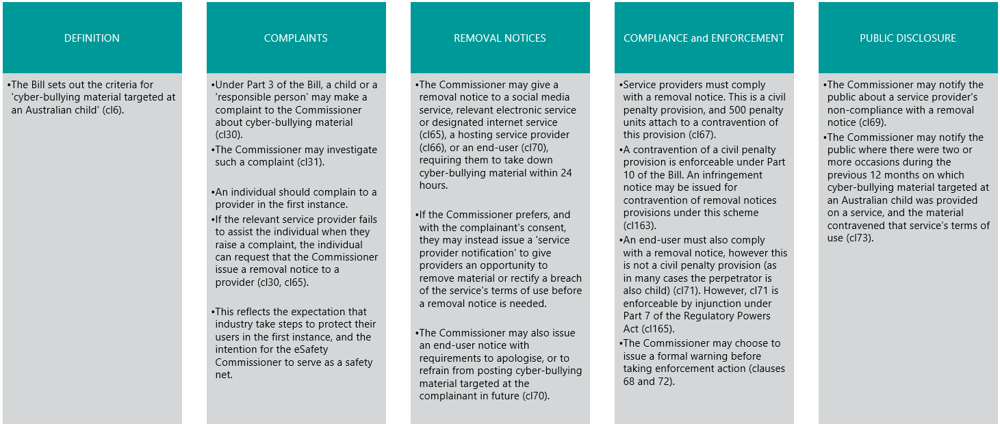 DEFINITION
•The Bill sets out the criteria for
'cyber-bullying material targeted at
an Australian child' (cl6).
COMPLAINTS
•Under Part 3 of the Bill, a child or a
'responsible person' may make a
complaint to the Commissioner
about cyber-bullying material
(cl30).
•The Commissioner may investigate
such a complaint (cl31).
•An individual should complain to a
provider in the first instance.
•If the relevant service provider fails
to assist the individual when they
raise a complaint, the individual
can request that the Commissioner
issue a removal notice to a
provider (cl30, cl65).
•This reflects the expectation that
industry take steps to protect their
users in the first instance, and the
intention for the eSafety
Commissioner to serve as a safety
net.
REMOVAL NOTICES
•The Commissioner may give a
removal notice to a social media
service, relevant electronic service
or designated internet service
(cl65), a hosting service provider
(cl66), or an end-user (cl70),
requiring them to take down
cyber-bullying material within 24
hours.
•If the Commissioner prefers, and
with the complainant's consent,
they may instead issue a 'service
provider notification' to give
providers an opportunity to
remove material or rectify a breach
of the service's terms of use before
a removal notice is needed.
•The Commissioner may also issue
an end-user notice with
requirements to apologise, or to
refrain from posting cyber-bullying
material targeted at the
complainant in future (cl70).
COMPLIANCE and ENFORCEMENT
•Service providers must comply
with a removal notice. This is a civil
penalty provision, and 500 penalty
units attach to a contravention of
this provision (cl67).
•A contravention of a civil penalty
provision is enforceable under Part
10 of the Bill. An infringement
notice may be issued for
contravention of removal notices
provisions under this scheme
(cl163).
•An end-user must also comply
with a removal notice, however this
is not a civil penalty provision (as
in many cases the perpetrator is
also child) (cl71). However, cl71 is
enforceable by injunction under
Part 7 of the Regulatory Powers
Act (cl165).
•The Commissioner may choose to
issue a formal warning before
taking enforcement action (clauses
68 and 72).
PUBLIC DISCLOSURE
•The Commissioner may notify the
public about a service provider's
non-compliance with a removal
notice (cl69).
•The Commissioner may notify the
public where there were two or
more occasions during the
previous 12 months on which
cyber-bullying material targeted at
an Australian child was provided
on a service, and the material
contravened that service’s terms of
use (cl73).